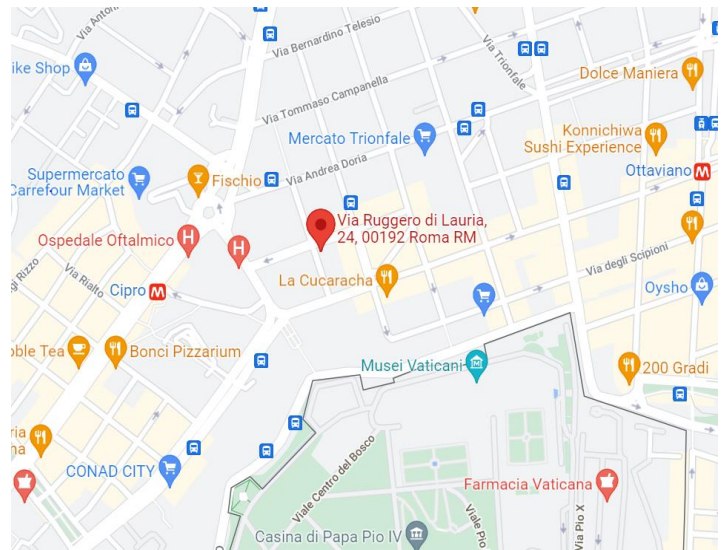 Via Bernardino Telesio
Via Trionfale
ike Shop
Dolce Maniera
Via Tommaso Campanella
Mercato Trionfale
Konnichiwa
Sushi Experience
Supermercato
Carrefour Market
Fischio
Via Andrea Doria
Ottaviano
M
Via Ruggero di Lauria,
24, 00192 Roma RM
Ospedale Oftalmico
H
H
Via degli Scipioni
gi Rizzo
Via Rialto
La Cucaracha
Cipro
M
Oysho
ble Tea
Bonci Pizzarium
Musei Vaticani
200 Gradi
ria
na
CONAD CITY
Viale Centro del Bosco
Farmacia Vaticana
Casina di Papa Pio IV
Viale Pio
Via Pio X